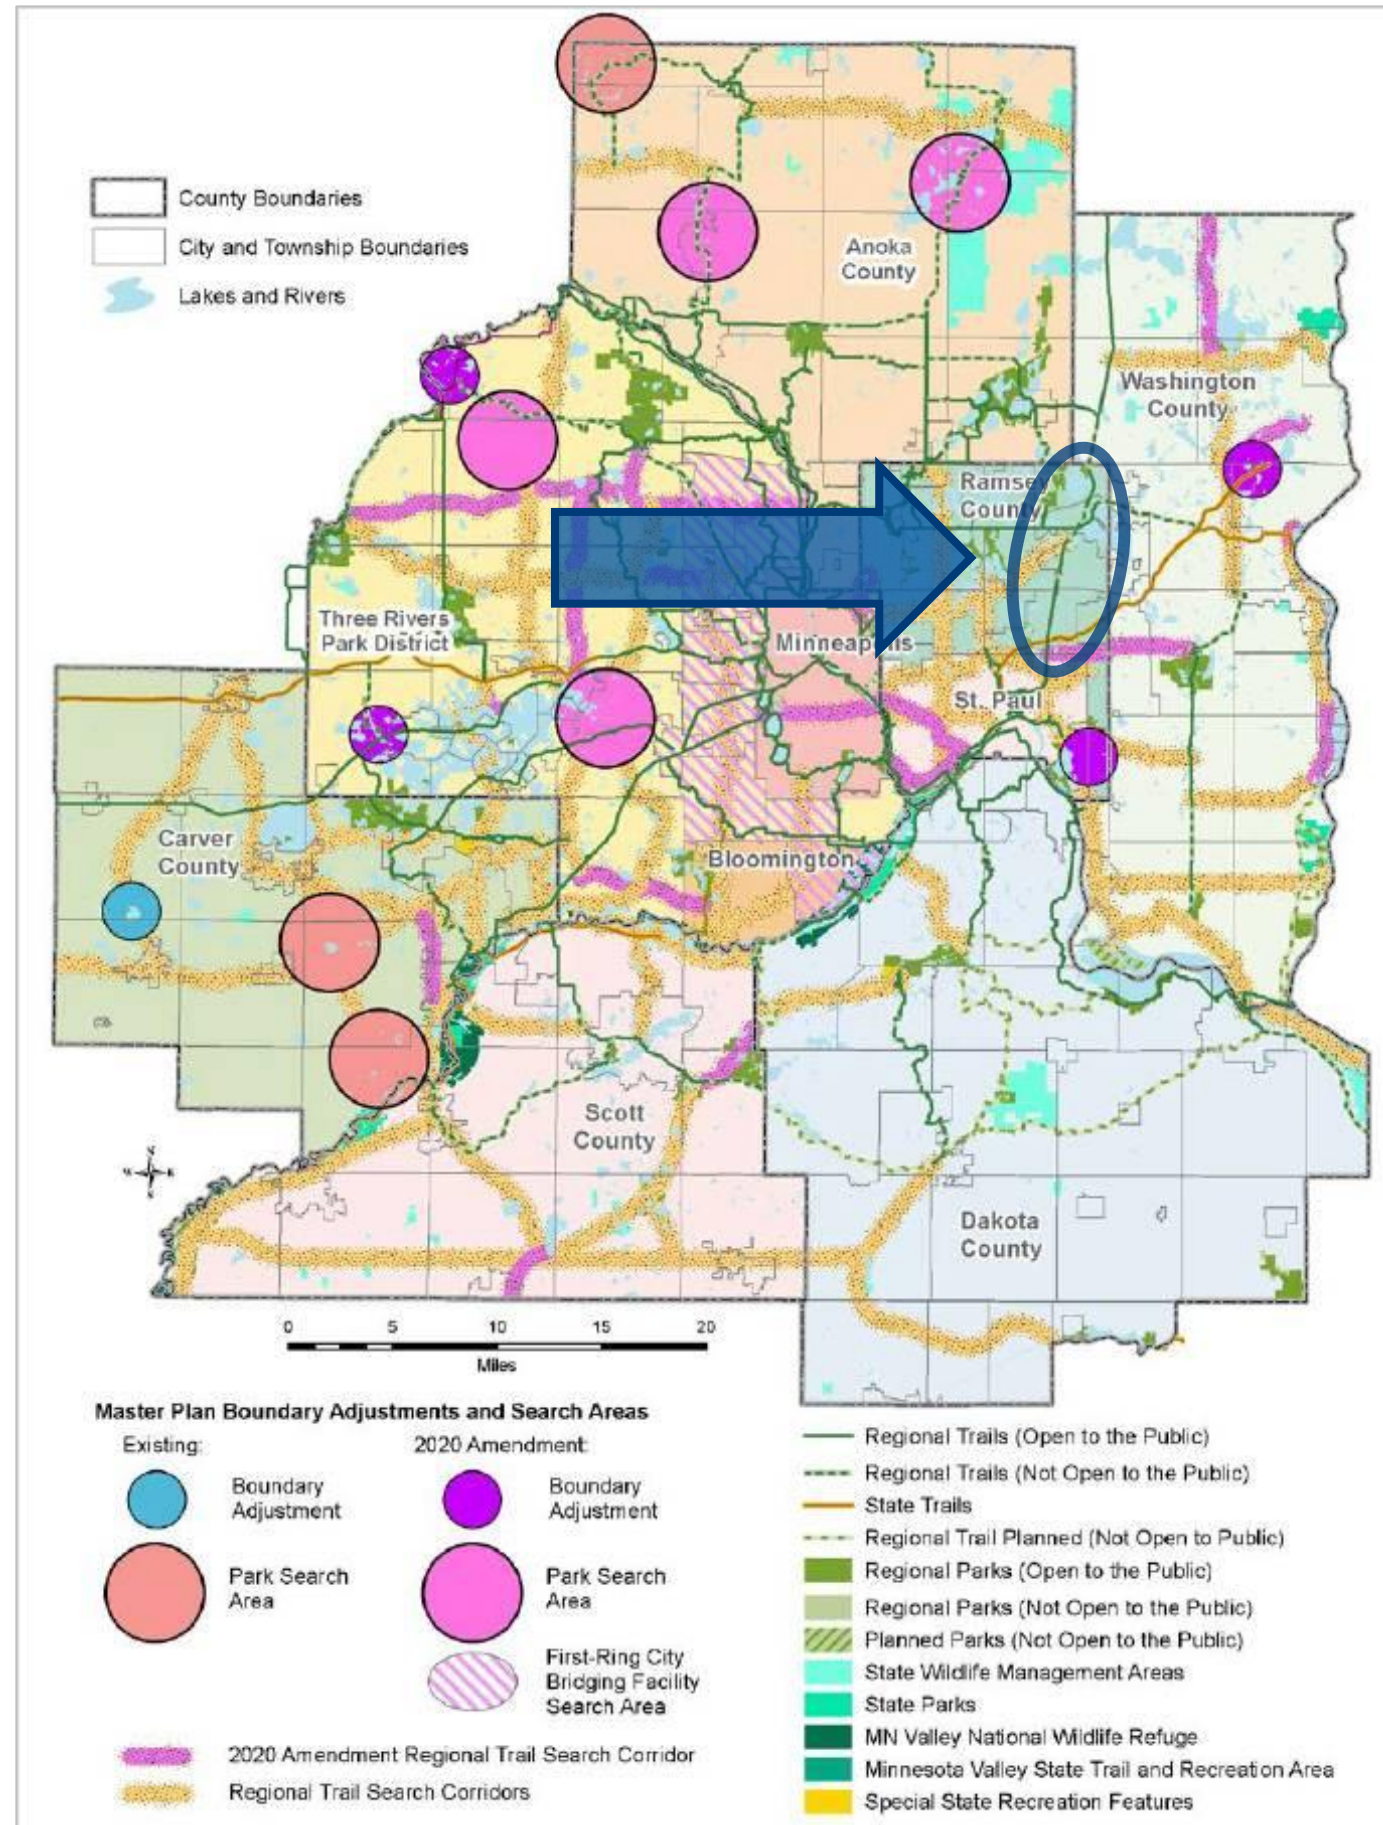 County Boundaries
City and Township Boundaries
Lakes and Rivers
Anoka
County
Washington
County
Ramsey
County
Three Rivers
Park District
Minneapolis
St. Paul
Carver
County
Bloomington
Scott
County
Dakota
County
0 5 10 15 20
Miles
Master Plan Boundary Adjustments and Search Areas
Existing:
Boundary
Adjustment
Park Search
Area
2020 Amendment:
Boundary
Adjustment
Park Search
Area
First-Ring City
Bridging Facility
Search Area
2020 Amendment Regional Trail Search Corridor
Regional Trail Search Corridors
Regional Trails (Open to the Public)
Regional Trails (Not Open to the Public)
State Trails
Regional Trail Planned (Not Open to Public)
Regional Parks (Open to the Public)
Regional Parks (Not Open to the Public)
Planned Parks (Not Open to the Public)
State Wildlife Management Areas
State Parks
MN Valley National Wildlife Refuge
Minnesota Valley State Trail and Recreation Area
Special State Recreation Features